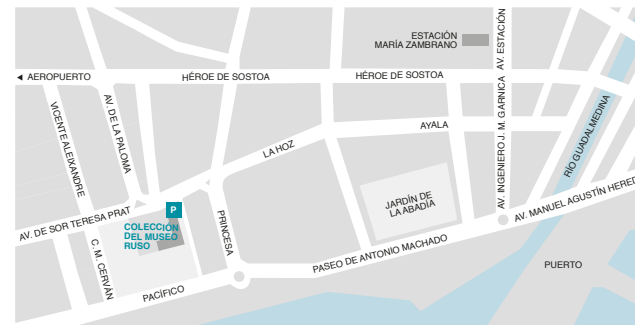 ESTACIÓN
MARÍA ZAMBRANO
AV. ESTACIÓN
◄ AEROPUERTO
HÉROE DE SOSTOA
HÉROE DE SOSTOA
AV. DE LA PALOMA
VICENTE ALEIXANDRE
AV. INGENIERO J. M. GARNICA
RÍO GUADALMEDINA
AYALA
LA HOZ
JARDÍN DE
LA ABADÍA
P
AV. DE SOR TERESA PRAT
COLECCIÓN
DEL MUSEO
RUSO
PRINCESA
AV. MANUEL AGUSTÍN HERED
C. M. CERVÁN
PASEO DE ANTONIO MACHADO
PUERTO
PACÍFICO